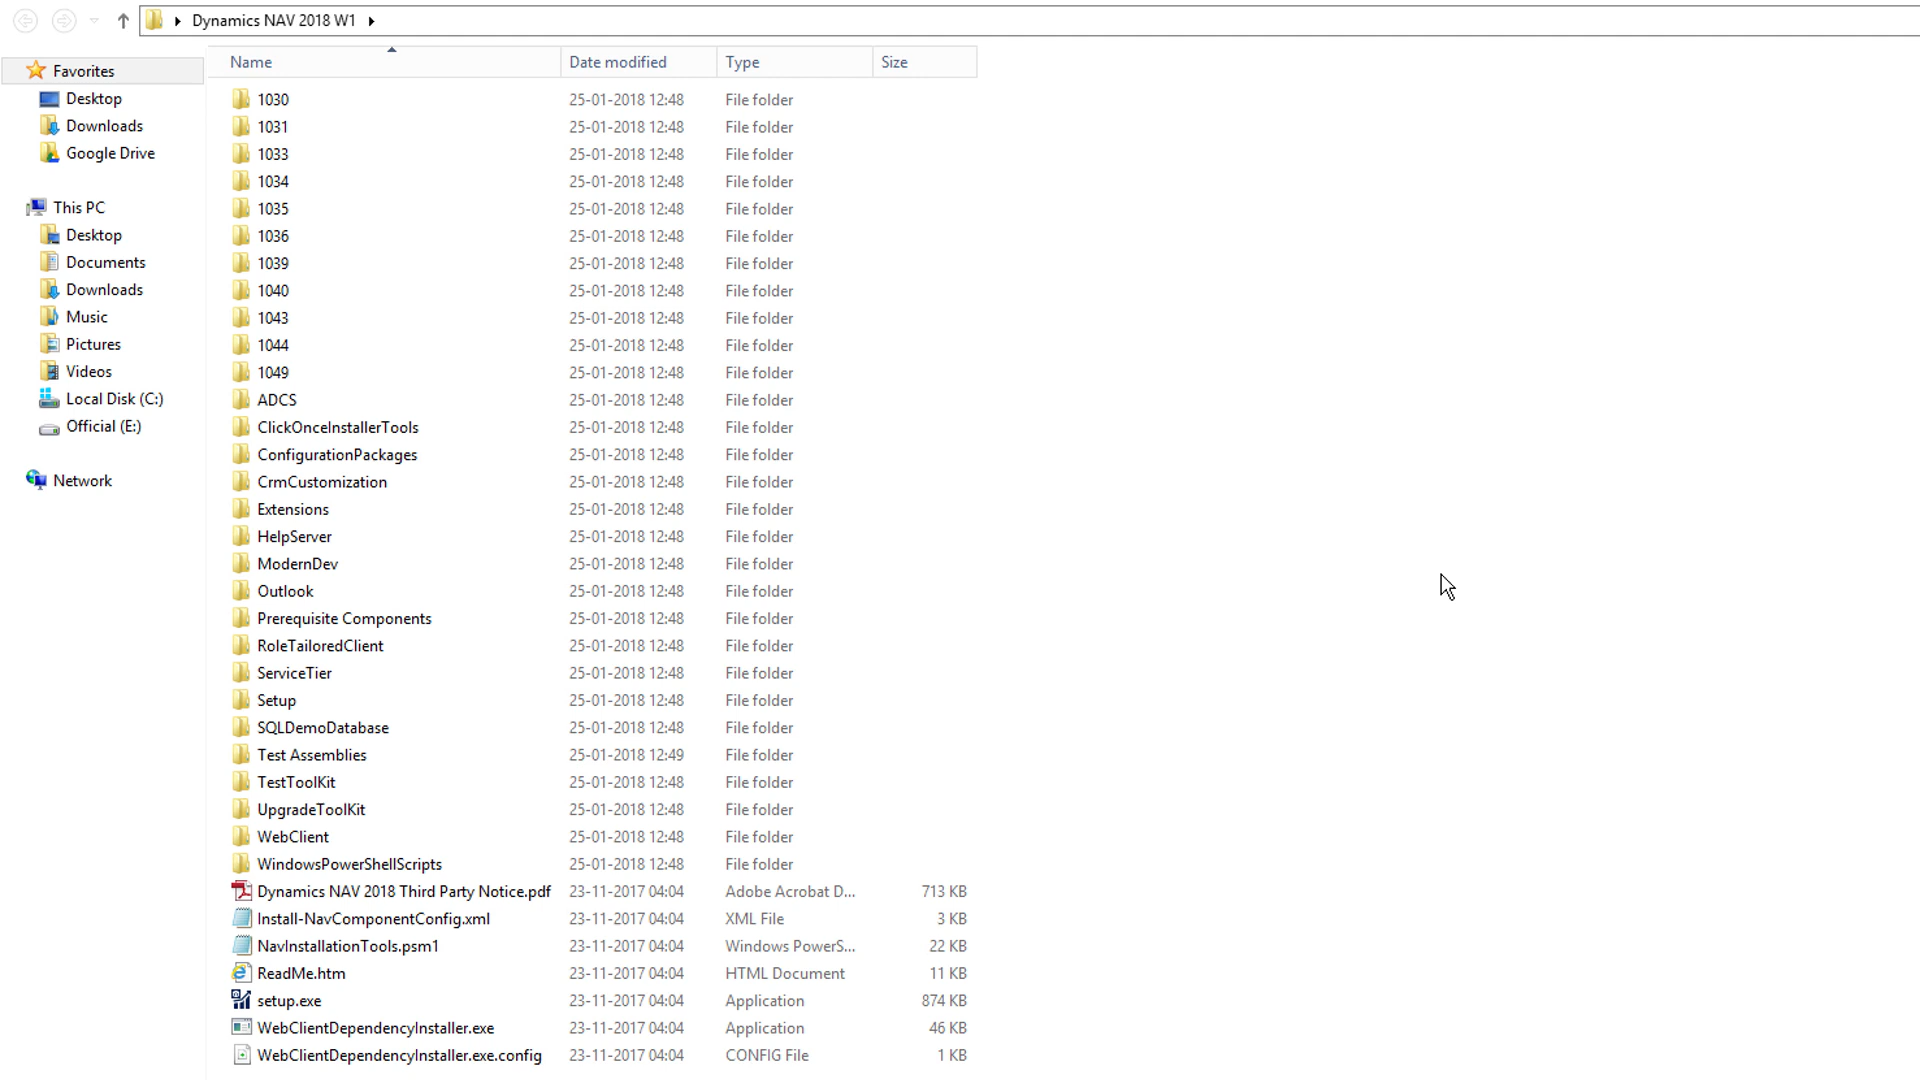 Dynamics NAV 2018 W1
Name Date modified Type Size
Favorites
Desktop
Downloads
Google Drive
This PC
Desktop
Documents
Downloads
Music
Pictures
Videos
Local Disk (C:)
Official (E:)
Network
1030 25-01-2018 12:48 File folder
1031 25-01-2018 12:48 File folder
1033 25-01-2018 12:48 File folder
1034 25-01-2018 12:48 File folder
1035 25-01-2018 12:48 File folder
1036 25-01-2018 12:48 File folder
1039 25-01-2018 12:48 File folder
1040 25-01-2018 12:48 File folder
1043 25-01-2018 12:48 File folder
1044 25-01-2018 12:48 File folder
1049 25-01-2018 12:48 File folder
ADCS 25-01-2018 12:48 File folder
ClickOnceInstallerTools 25-01-2018 12:48 File folder
ConfigurationPackages 25-01-2018 12:48 File folder
CrmCustomization 25-01-2018 12:48 File folder
Extensions 25-01-2018 12:48 File folder
HelpServer 25-01-2018 12:48 File folder
ModernDev 25-01-2018 12:48 File folder
Outlook 25-01-2018 12:48 File folder
Prerequisite Components 25-01-2018 12:48 File folder
RoleTailoredClient 25-01-2018 12:48 File folder
ServiceTier 25-01-2018 12:48 File folder
Setup 25-01-2018 12:48 File folder
SQLDemoDatabase 25-01-2018 12:48 File folder
Test Assemblies 25-01-2018 12:49 File folder
TestToolKit 25-01-2018 12:48 File folder
UpgradeToolKit 25-01-2018 12:48 File folder
WebClient 25-01-2018 12:48 File folder
WindowsPowerShellScripts 25-01-2018 12:48 File folder
Dynamics NAV 2018 Third Party Notice.pdf 23-11-2017 04:04 Adobe Acrobat D... 713 KB
Install-NavComponentConfig.xml 23-11-2017 04:04 XML File 3 KB
NavInstallationTools.psm1 23-11-2017 04:04 Windows PowerS... 22 KB
ReadMe.htm 23-11-2017 04:04 HTML Document 11 KB
setup.exe 23-11-2017 04:04 Application 874 KB
WebClientDependencyInstaller.exe 23-11-2017 04:04 Application 46 KB
WebClientDependencyInstaller.exe.config 23-11-2017 04:04 CONFIG File 1 KB